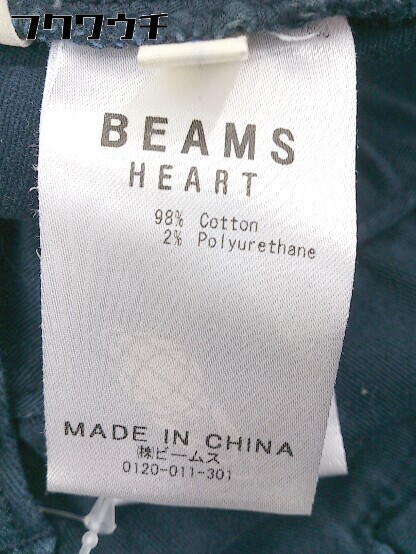 フクワウチ
BEAMS
HEART
98% Cotton
2% Polyurethane
MADE IN CHINA
㈱ビームス
0120-011-301